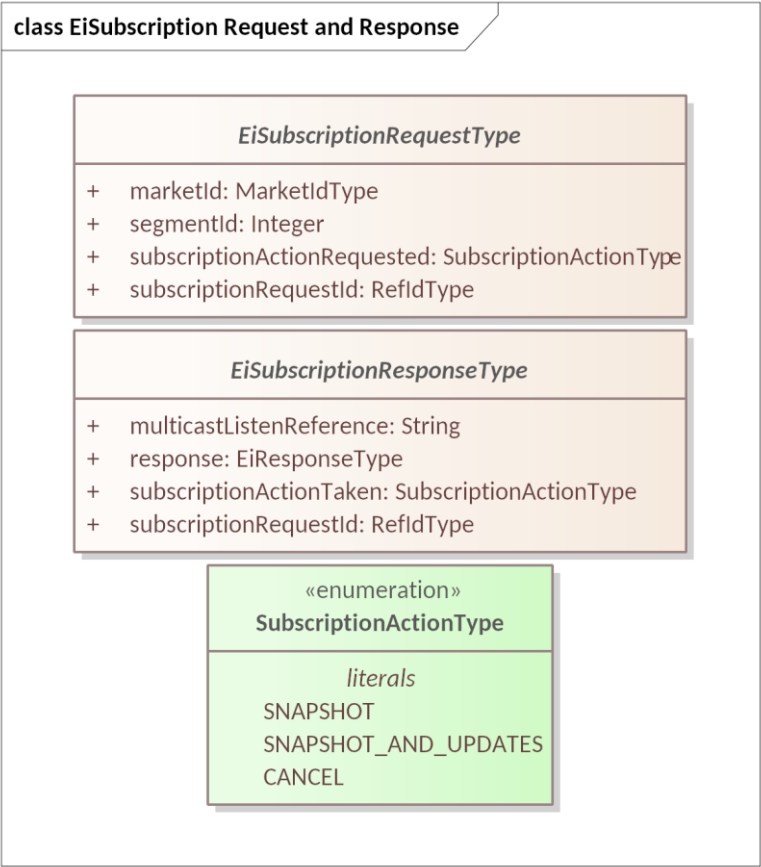 class EiSubscription Request and Response
EiSubscriptionRequestType
+ marketId: MarketIdType
+ segmentId: Integer
+ subscriptionActionRequested: SubscriptionActionType
+ subscriptionRequestId: RefIdType
EiSubscriptionResponseType
+ multicastListenReference: String
+ response: EiResponseType
+ subscriptionActionTaken: SubscriptionActionType
+ subscriptionRequestId: RefIdType
«enumeration»
SubscriptionActionType
literals
SNAPSHOT
SNAPSHOT_AND_UPDATES
CANCEL